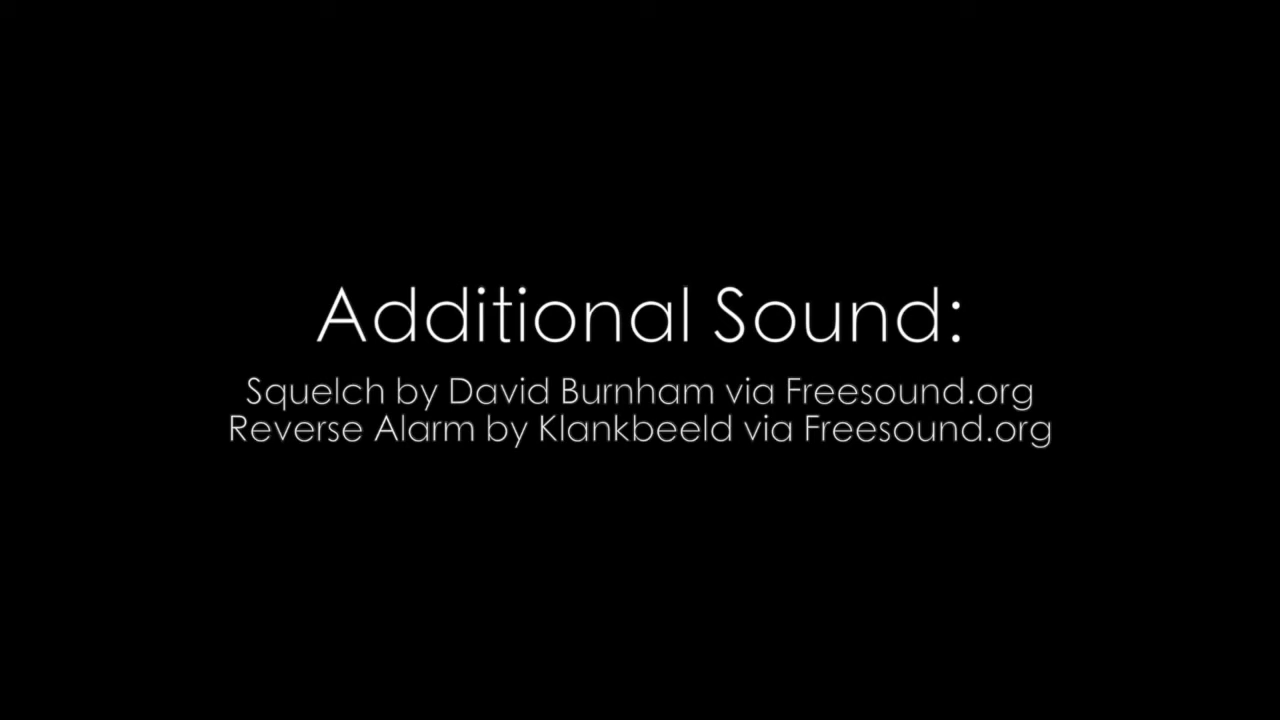 Additional Sound:
Squelch by David Burnham via Freesound.org
Reverse Alarm by Klankbeeld via Freesound.org